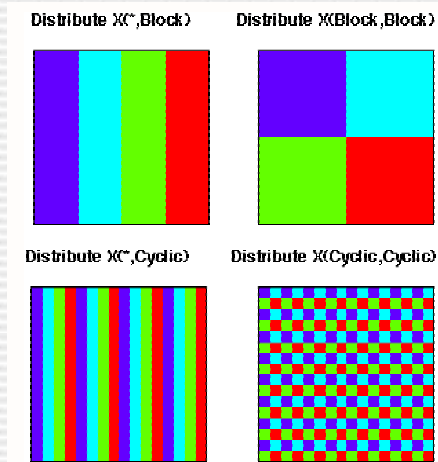 Distribute X(*,Block)
Distribute X(Block,Block)
Distribute X(*,Cyclic)
Distribute X(Cyclic,Cyclic)